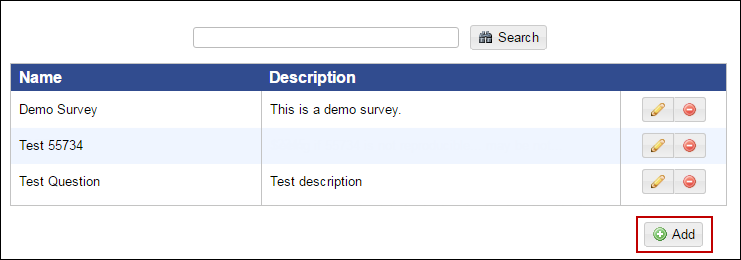 Search
Name Description
Demo Survey This is a demo survey.
Test 55734
Test Question Test description
Add